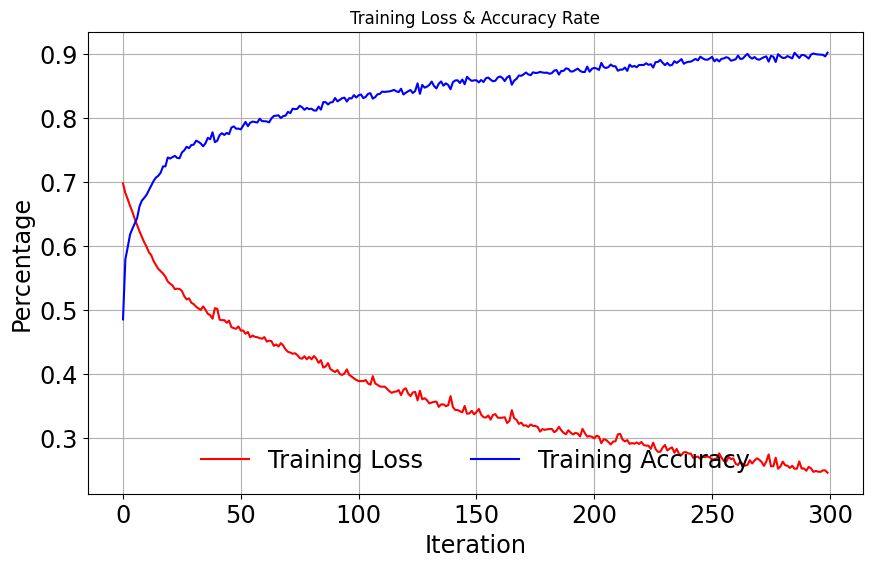 Training Loss & Accuracy Rate
0.9
0.8
0.7
0.6
0.5
0.4
0.3
Percentage
Training Loss
Training Accuracy
0
50
100
150
200
250
300
Iteration